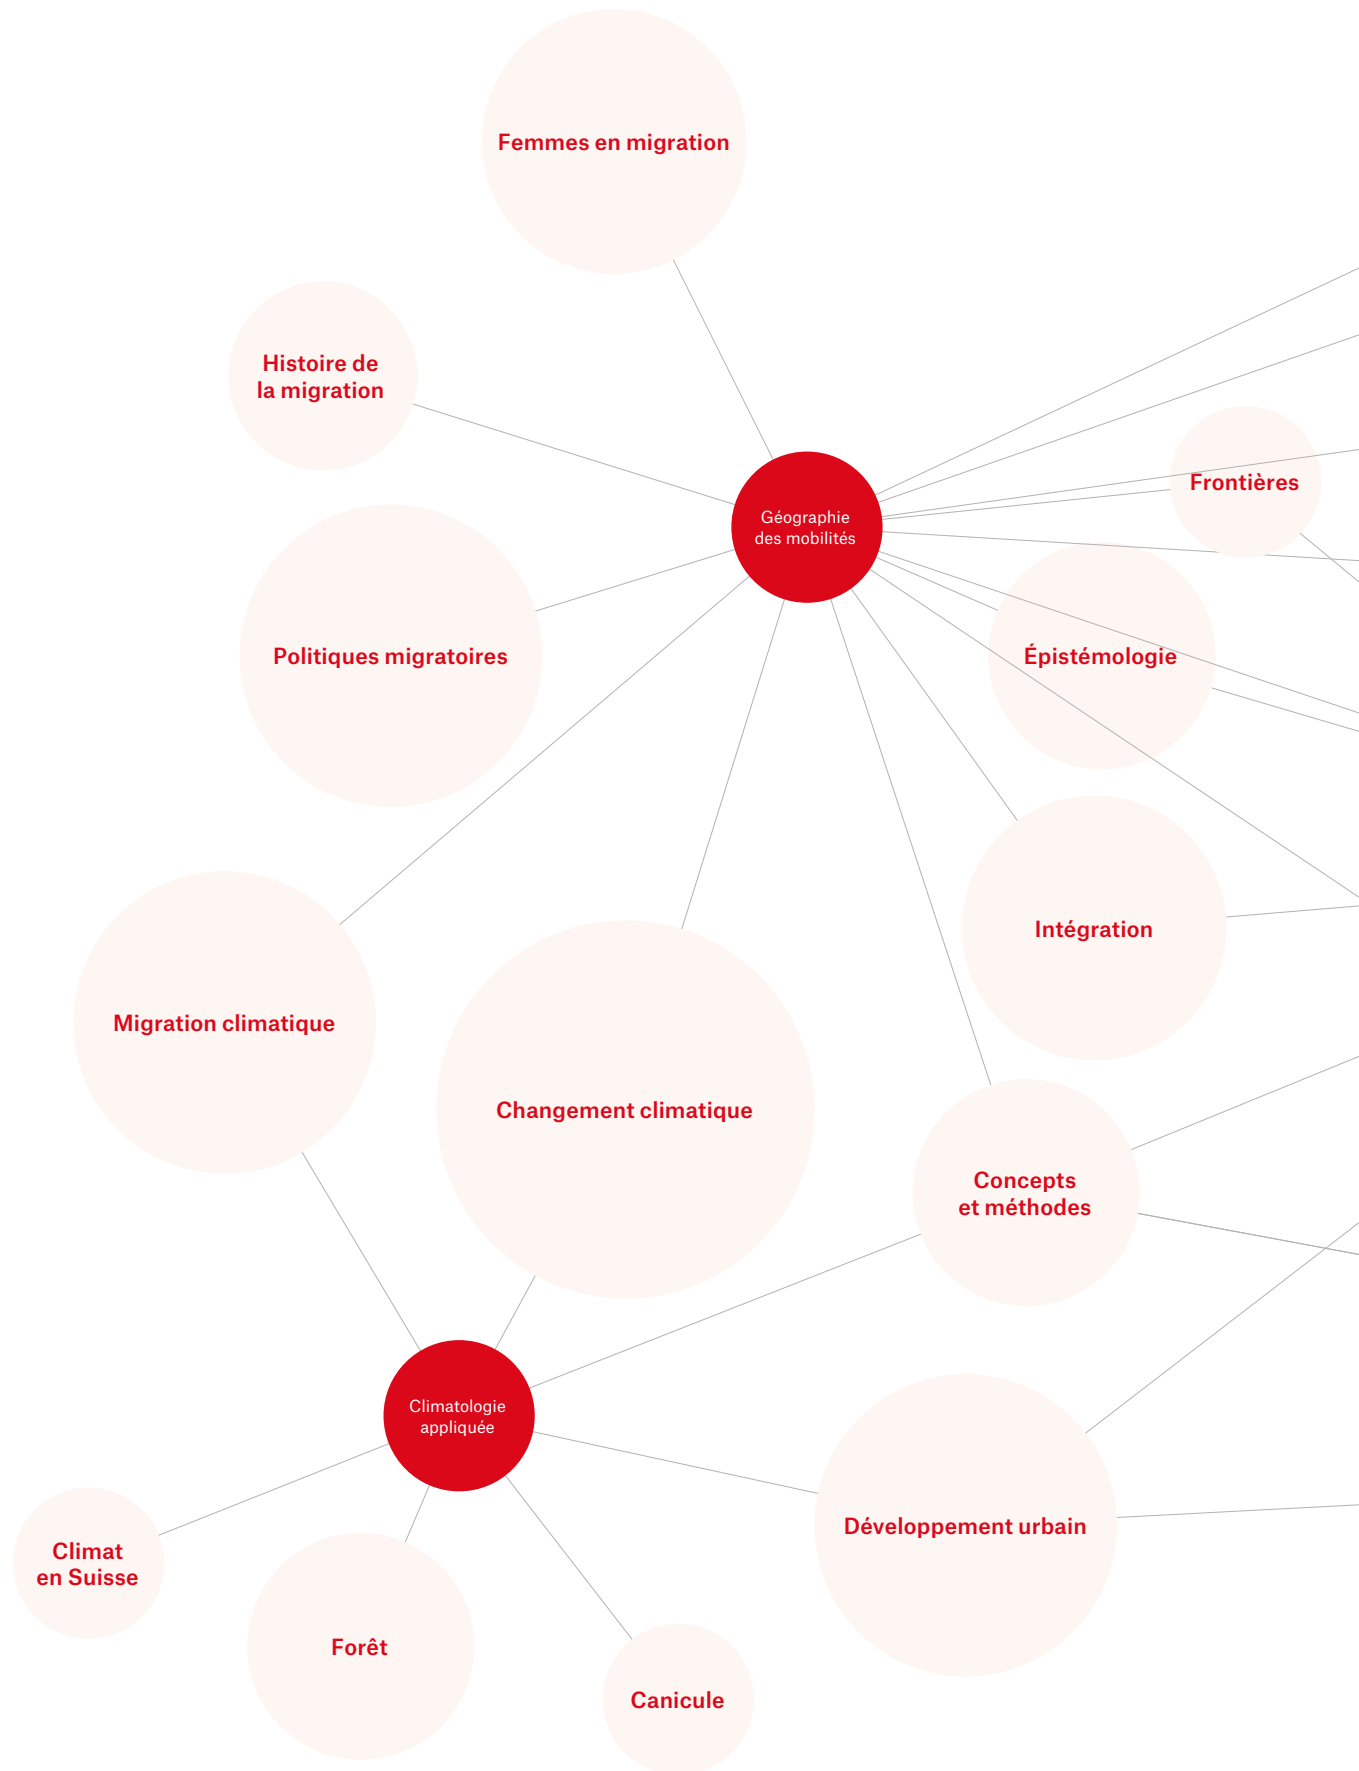 Femmes en migration
Histoire de
la migration
Frontières
Géographie
des mobilités
Politiques migratoires
Épistémologie
Intégration
Migration climatique
Changement climatique
Concepts
et méthodes
Climatologie
appliquée
Développement urbain
Climat
en Suisse
Forêt
Canicule